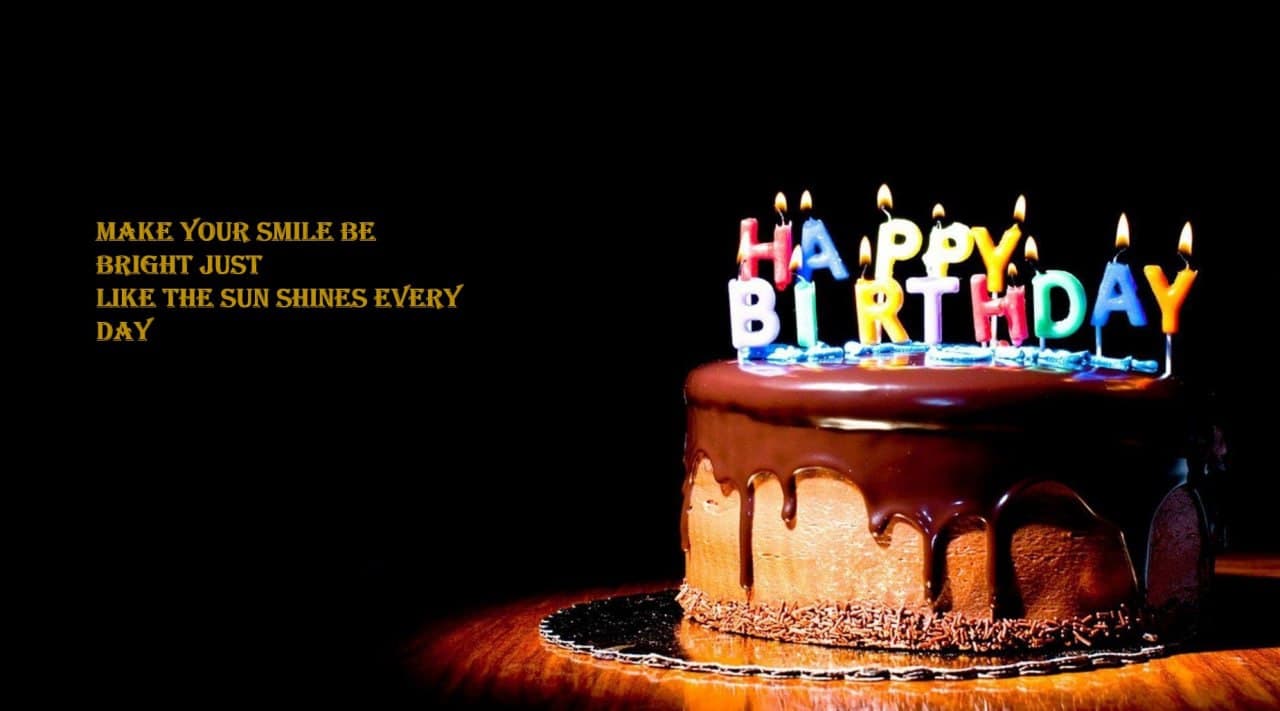 MAKE YOUR SMILE BE
BRIGHT JUST
LIKE THE SUN SHINES EVERY
DAY
HAPPY
BIRTHDAY